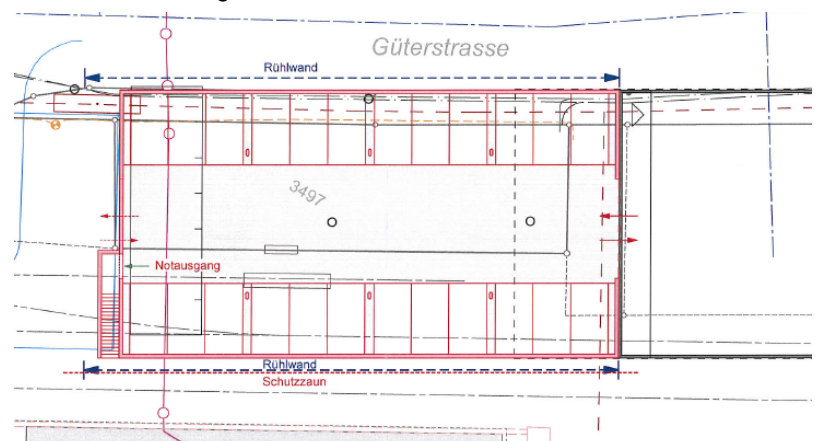 Güterstrasse
Rühlwand
3497
Notausgang
Rühlwand
Schutzzaun